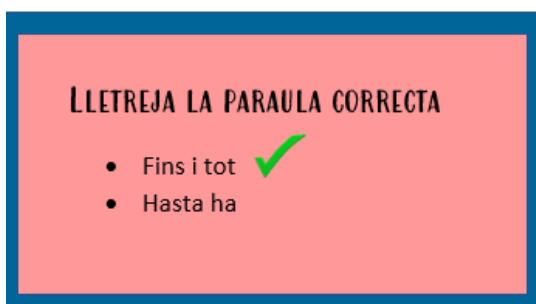 Lletreja la paraula correcta
• Fins i tot
• Hasta ha